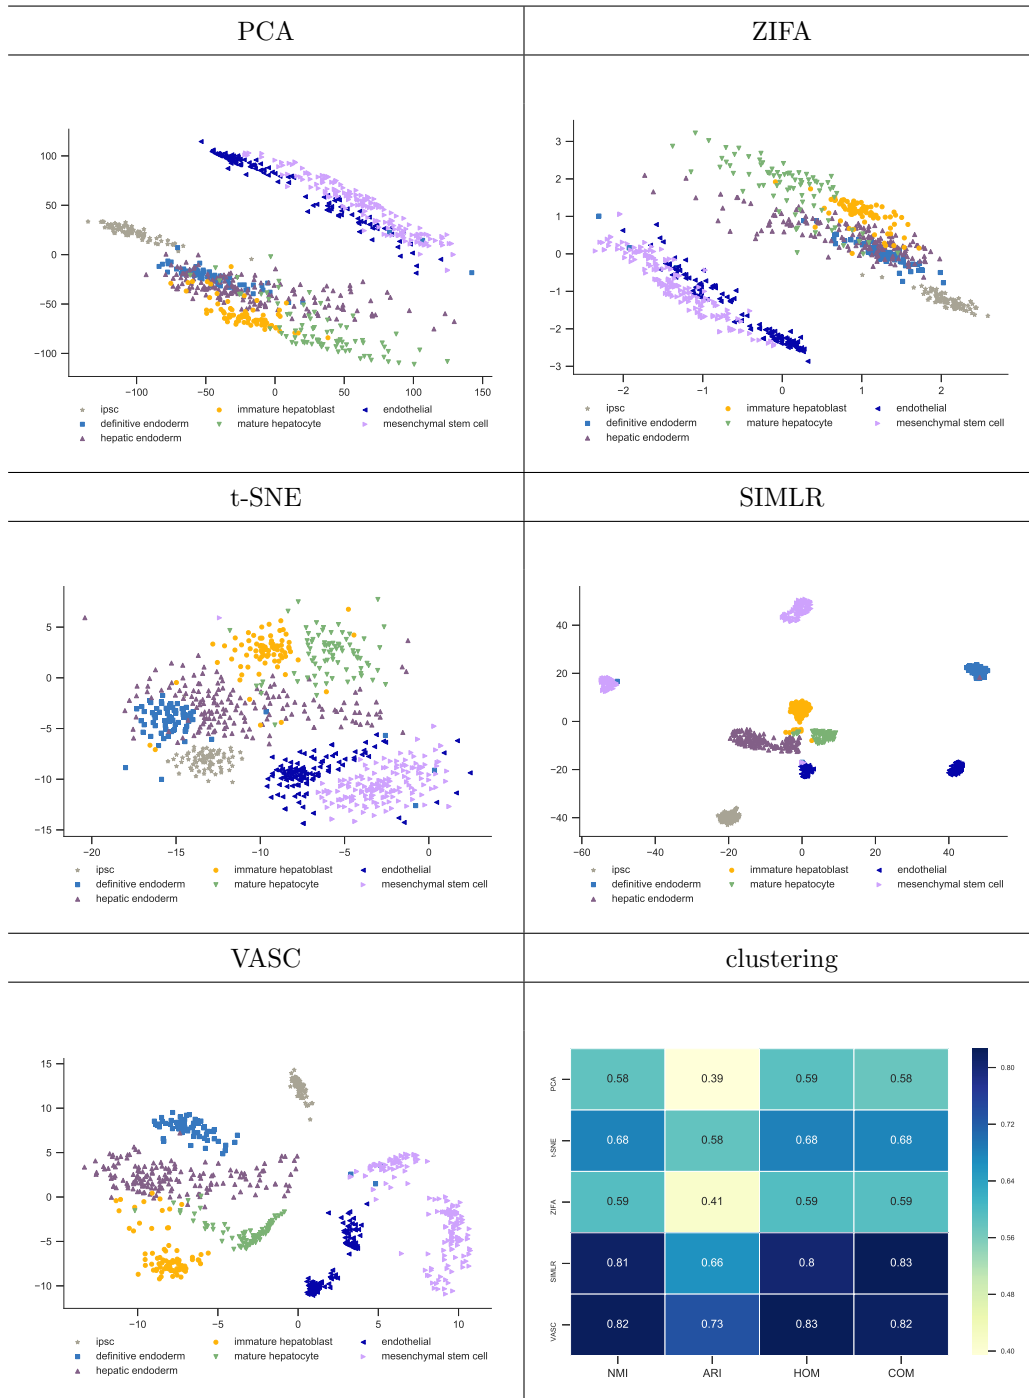 PCA
ZIFA
100
50
0
−50
−100
−100 −50 0 50 100 150
ipsc immature hepatoblast endothelial
definitive endoderm mature hepatocyte mesenchymal stem cell
hepatic endoderm
3
2
1
0
−1
−2
−3
−2 −1 0 1 2
ipsc immature hepatoblast endothelial
definitive endoderm mature hepatocyte mesenchymal stem cell
hepatic endoderm
t-SNE
SIMLR
5
0
−5
−10
−15
−20 −15 −10 −5 0
ipsc immature hepatoblast endothelial
definitive endoderm mature hepatocyte mesenchymal stem cell
hepatic endoderm
40
20
0
−20
−40
−60 −40 −20 0 20 40
ipsc immature hepatoblast endothelial
definitive endoderm mature hepatocyte mesenchymal stem cell
hepatic endoderm
VASC
clustering
15
10
5
0
−5
−10
−10 −5 0 5 10
ipsc immature hepatoblast endothelial
definitive endoderm mature hepatocyte mesenchymal stem cell
hepatic endoderm
PCA 0.58 0.39 0.59 0.58
t-SNE 0.68 0.58 0.68 0.68
ZIFA 0.59 0.41 0.59 0.59
SIMLR 0.81 0.66 0.8 0.83
VASC 0.82 0.73 0.83 0.82
NMI ARI HOM COM
0.80
0.72
0.64
0.56
0.48
0.40